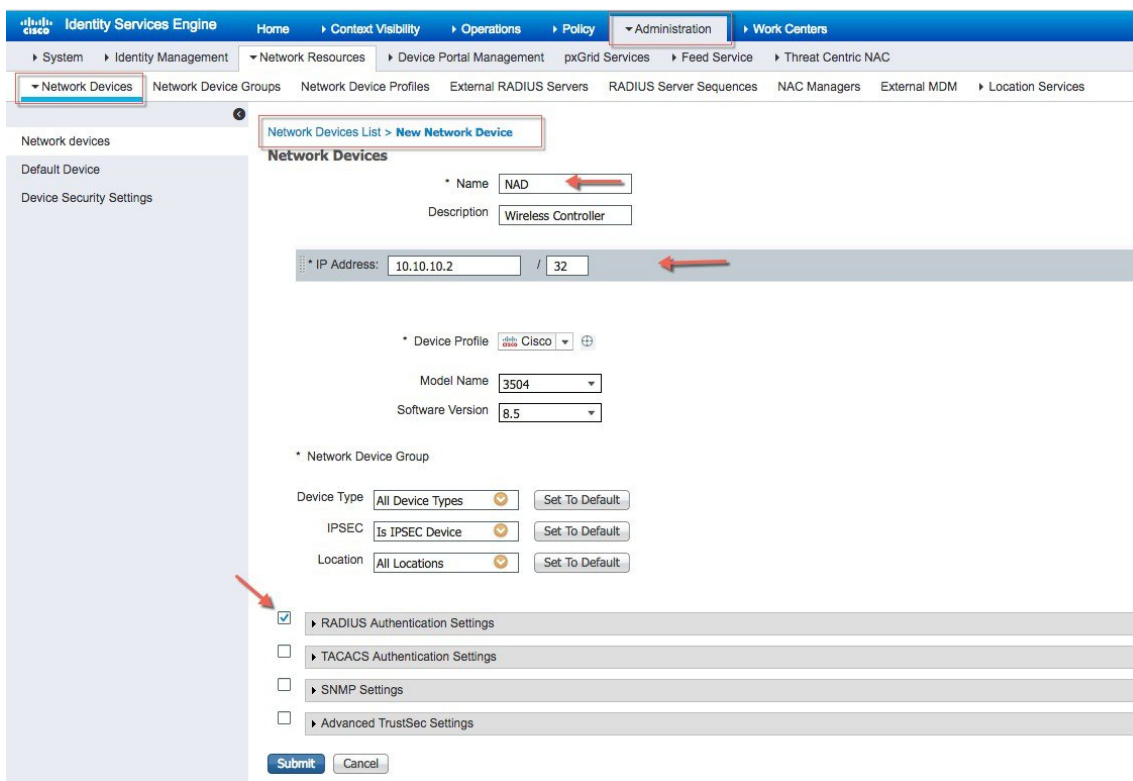 cisco Identity Services Engine Home Context Visibility Operations Policy Administration Work Centers
System Identity Management Network Resources Device Portal Management pxGrid Services Feed Service Threat Centric NAC
Network Devices Network Device Groups Network Device Profiles External RADIUS Servers RADIUS Server Sequences NAC Managers External MDM Location Services
Network devices
Default Device
Device Security Settings
Network Devices List > New Network Device
Network Devices
* Name NAD
Description Wireless Controller
* IP Address: 10.10.10.2 / 32
* Device Profile cisco Cisco
Model Name 3504
Software Version 8.5
* Network Device Group
Device Type All Device Types Set To Default
IPSEC Is IPSEC Device Set To Default
Location All Locations Set To Default
RADIUS Authentication Settings
TACACS Authentication Settings
SNMP Settings
Advanced TrustSec Settings
Submit Cancel